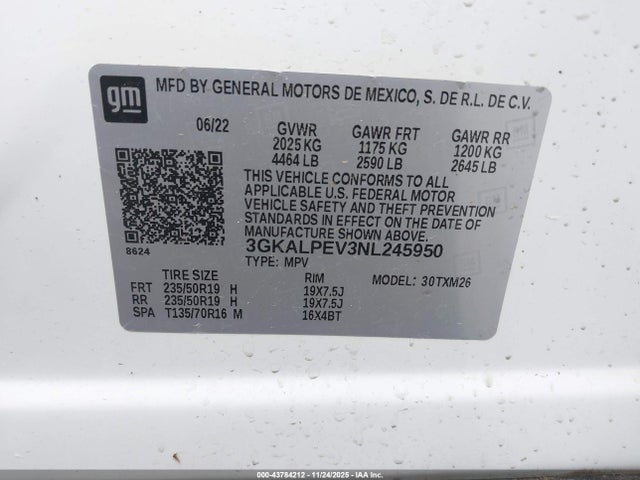 gm
MFD BY GENERAL MOTORS DE MEXICO, S. DE R.L. DE C.V.
06/22 GVWR GAWR FRT GAWR RR
2025 KG 1175 KG 1200 KG
4464 LB 2590 LB 2645 LB
THIS VEHICLE CONFORMS TO ALL
APPLICABLE U.S. FEDERAL MOTOR
VEHICLE SAFETY AND THEFT PREVENTION
STANDARDS IN EFFECT ON THE DATE OF
MANUFACTURE SHOWN ABOVE.
3GKALPEV3NL245950
8624
TYPE: MPV
TIRE SIZE RIM MODEL: 30TXM26
FRT 235/50R19 H 19X7.5J
RR 235/50R19 H 19X7.5J
SPA T135/70R16 M 16X4BT
000-43784212 - 11/24/2025 - IAAI.com